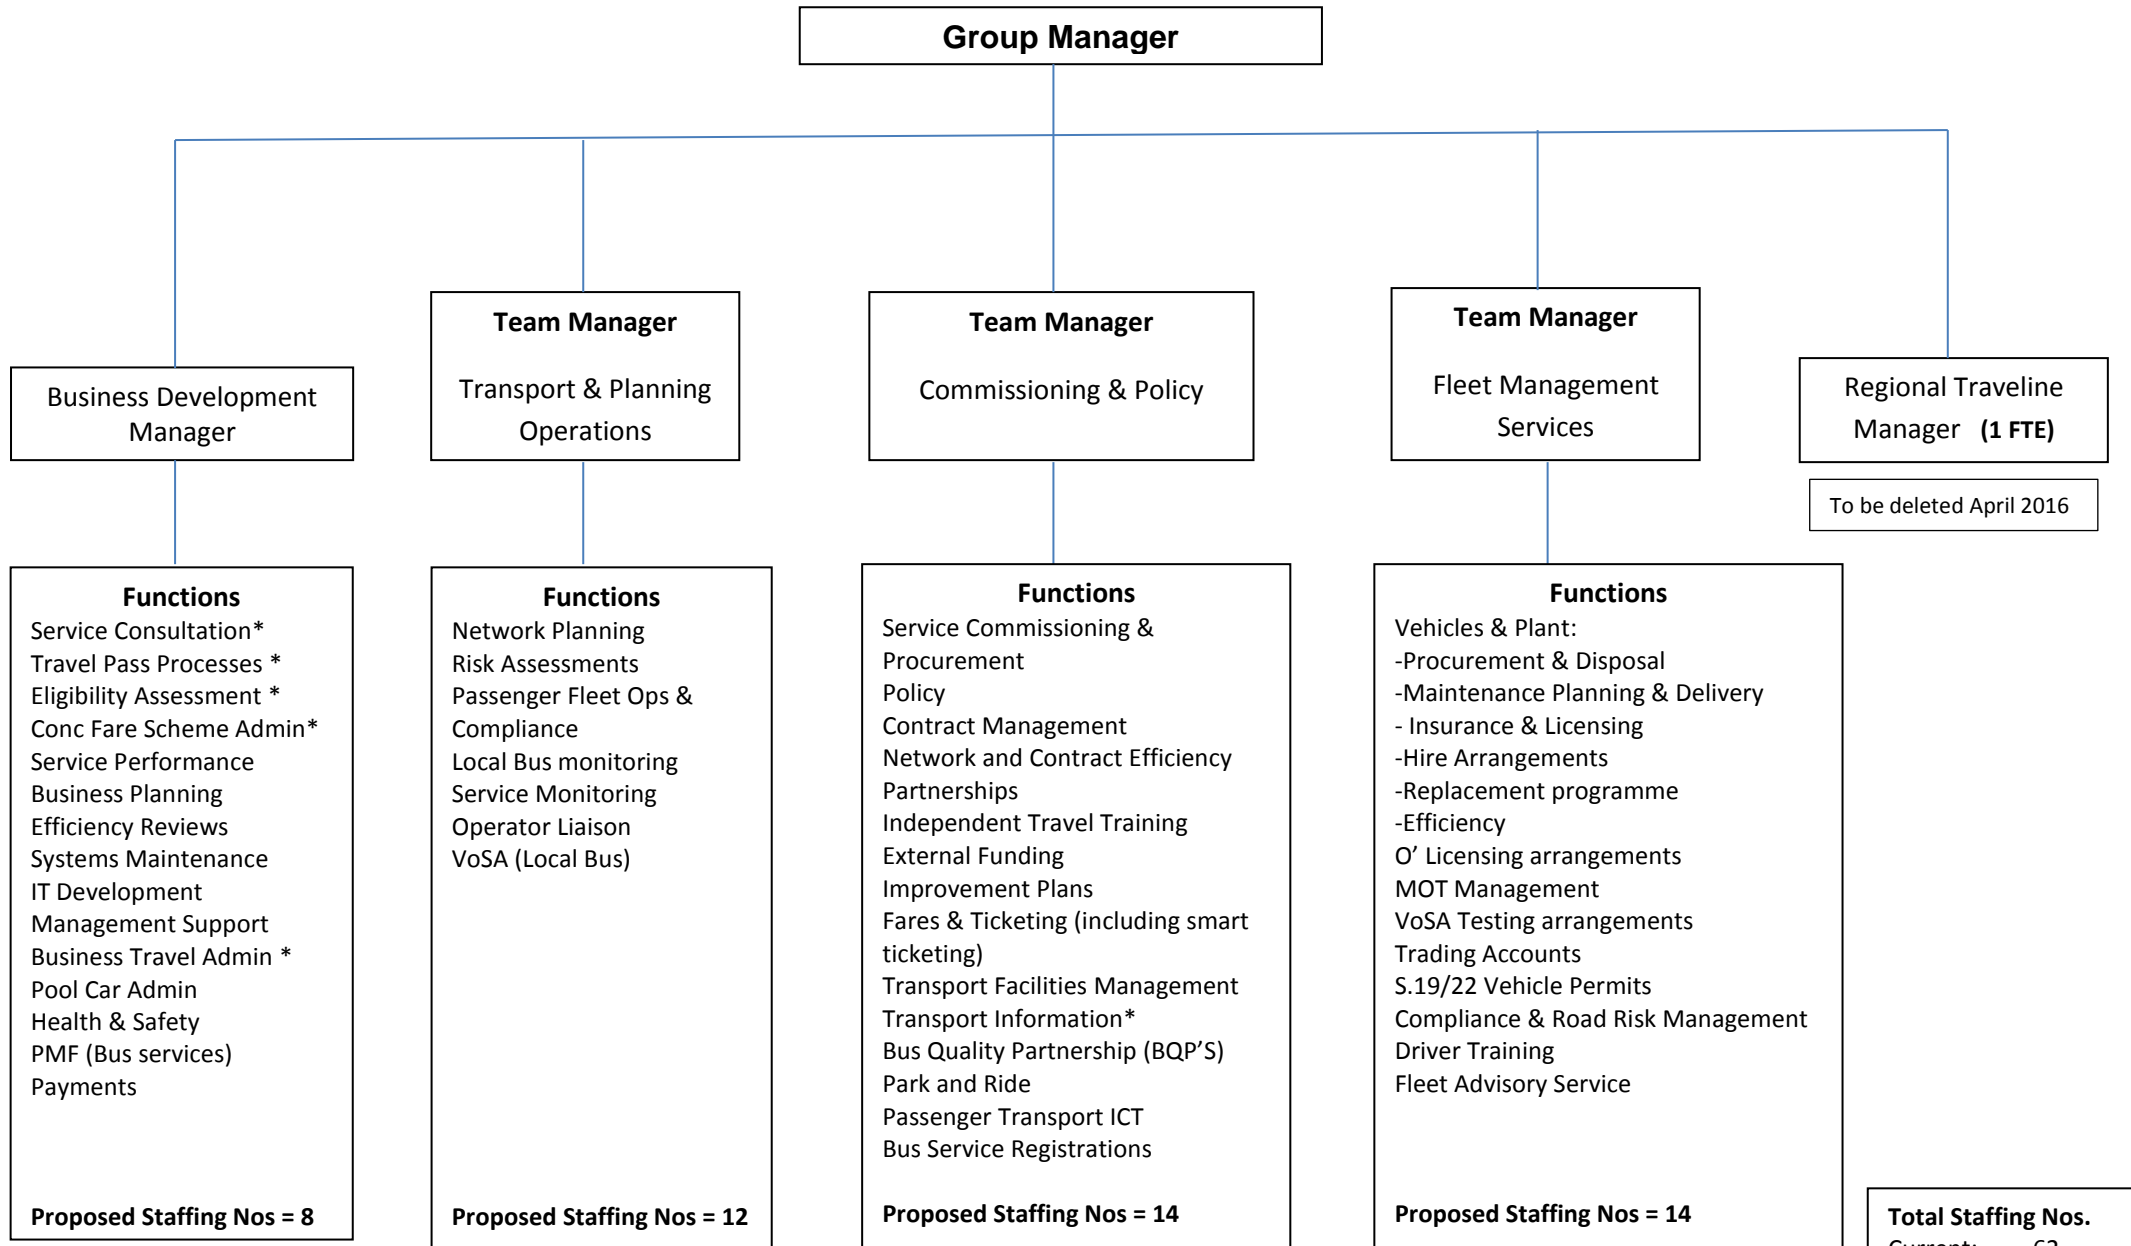 Group Manager
Business Development
Manager
Team Manager
Transport & Planning
Operations
Team Manager
Commissioning & Policy
Team Manager
Fleet Management
Services
Regional Traveline
Manager (1 FTE)
To be deleted April 2016
Functions
Service Consultation*
Travel Pass Processes *
Eligibility Assessment *
Conc Fare Scheme Admin*
Service Performance
Business Planning
Efficiency Reviews
Systems Maintenance
IT Development
Management Support
Business Travel Admin *
Pool Car Admin
Health & Safety
PMF (Bus services)
Payments
Proposed Staffing Nos = 8
Functions
Network Planning
Risk Assessments
Passenger Fleet Ops &
Compliance
Local Bus monitoring
Service Monitoring
Operator Liaison
VoSA (Local Bus)
Proposed Staffing Nos = 12
Functions
Service Commissioning &
Procurement
Policy
Contract Management
Network and Contract Efficiency
Partnerships
Independent Travel Training
External Funding
Improvement Plans
Fares & Ticketing (including smart
ticketing)
Transport Facilities Management
Transport Information*
Bus Quality Partnership (BQP’S)
Park and Ride
Passenger Transport ICT
Bus Service Registrations
Proposed Staffing Nos = 14
Functions
Vehicles & Plant:
-Procurement & Disposal
-Maintenance Planning & Delivery
- Insurance & Licensing
-Hire Arrangements
-Replacement programme
-Efficiency
O’ Licensing arrangements
MOT Management
VoSA Testing arrangements
Trading Accounts
S.19/22 Vehicle Permits
Compliance & Road Risk Management
Driver Training
Fleet Advisory Service
Proposed Staffing Nos = 14
Total Staffing Nos.
Current: